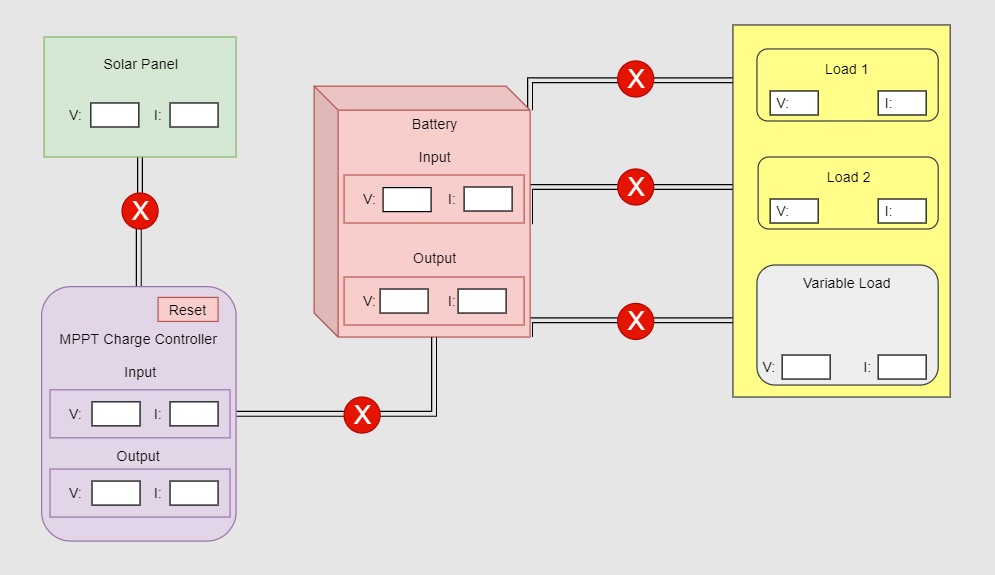 Solar Panel
V: I:
X
Reset
MPPT Charge Controller
Input
V: I:
Output
V: I:
X
Battery
Input
V: I:
Output
V: I:
X
X
X
Load 1
V: I:
Load 2
V: I:
Variable Load
V: I: